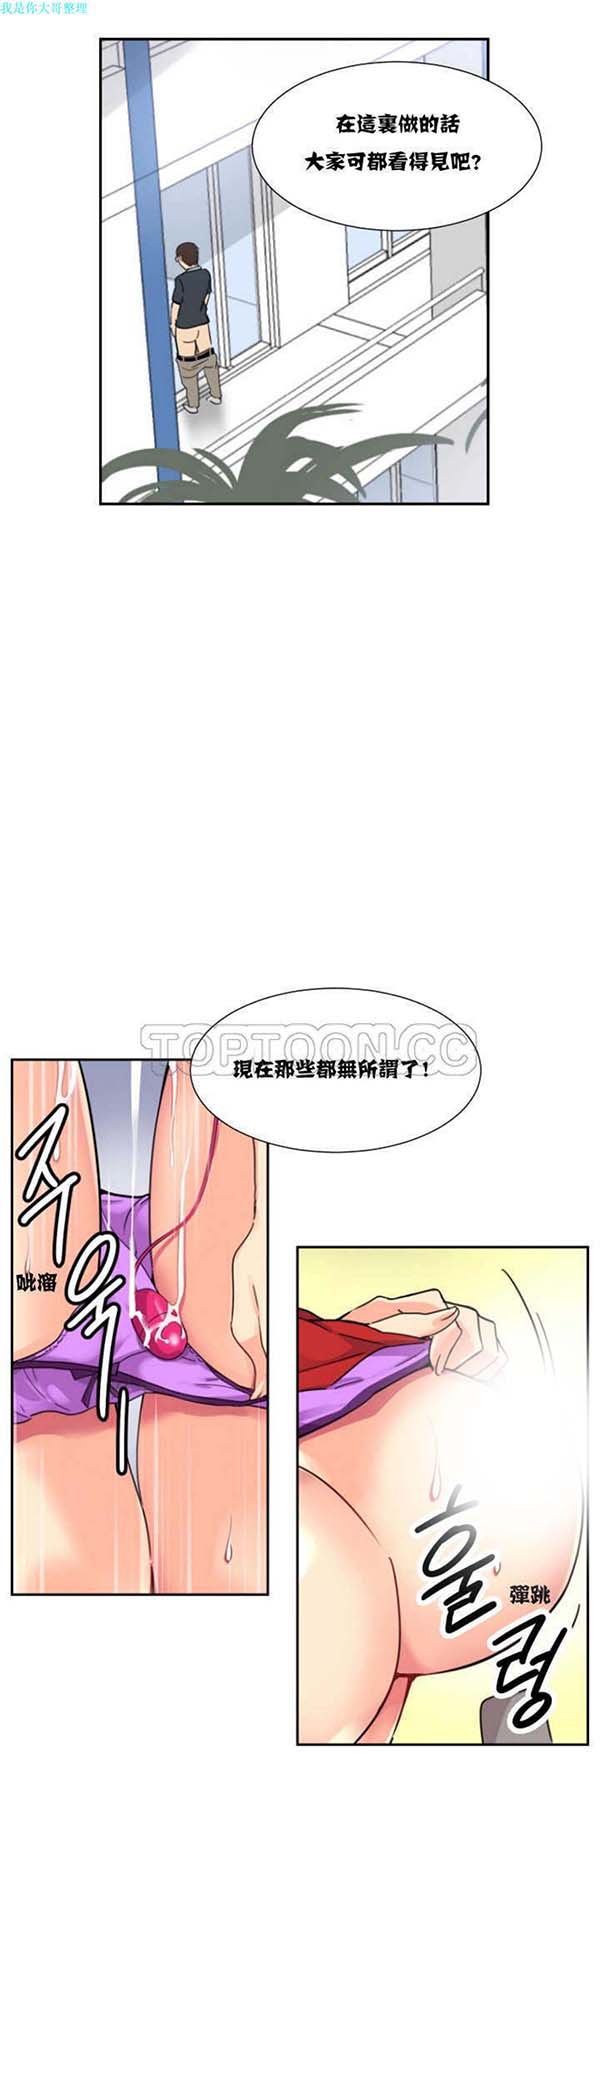 我是你大哥整理
在這裏做的話
大家可都看得見吧?
TOPTOON.CC
現在那些都無所謂了!
주욱
呲溜
훌렁
彈跳